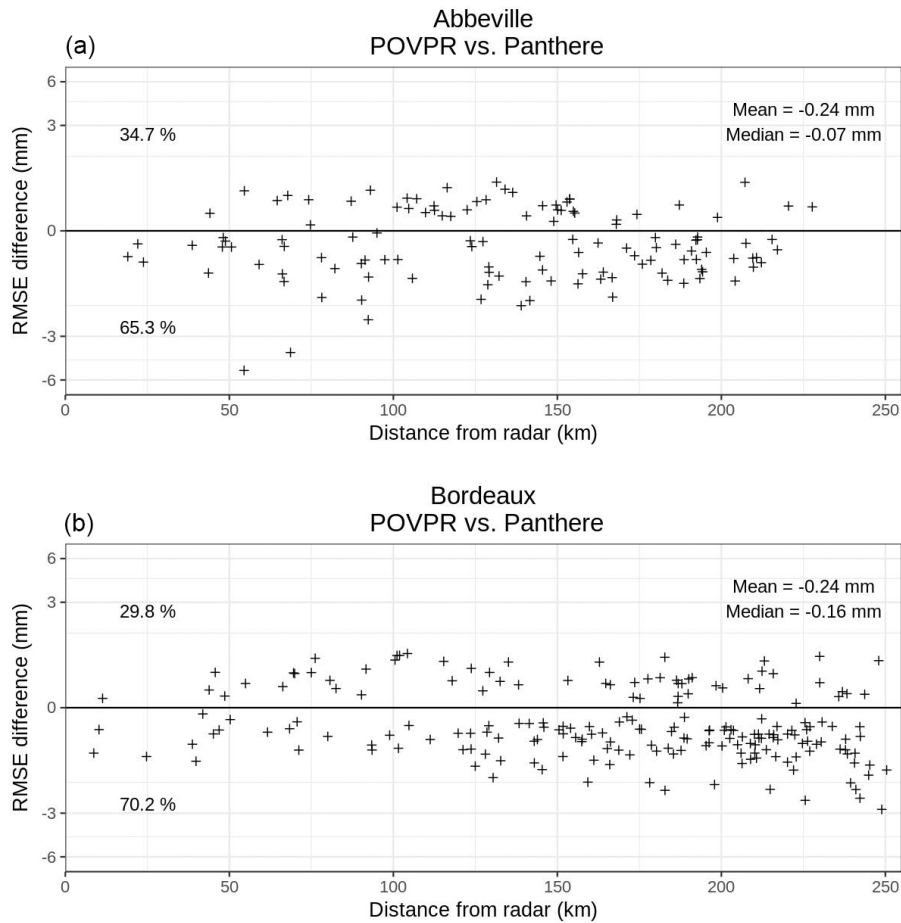 Abbeville
(a)
POVPR vs. Panthere
6
Mean = -0.24 mm
3
34.7 %
Median = -0.07 mm
RMSE difference (mm)
0
65.3 %
-3
-6
0 50 100 150 200 250
Distance from radar (km)
Bordeaux
(b)
POVPR vs. Panthere
6
Mean = -0.24 mm
3
29.8 %
Median = -0.16 mm
RMSE difference (mm)
0
70.2 %
-3
-6
0 50 100 150 200 250
Distance from radar (km)